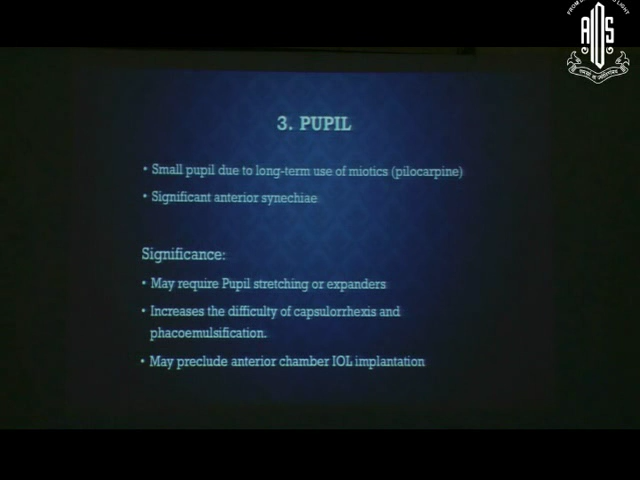 AIOS
3. PUPIL
• Small pupil due to long-term use of miotics (pilocarpine)
• Significant anterior synechiae
Significance:
• May require Pupil stretching or expanders
• Increases the difficulty of capsulorrhexis and
phacoemulsification.
• May preclude anterior chamber IOL implantation